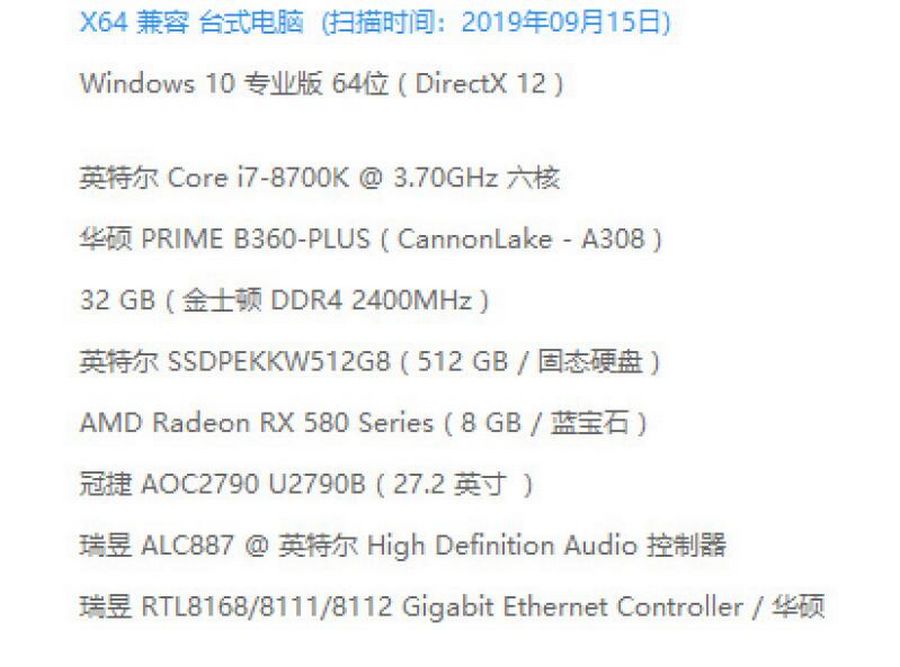 X64 兼容 台式电脑 (扫描时间：2019年09月15日)
Windows 10 专业版 64位 ( DirectX 12 )
英特尔 Core i7-8700K @ 3.70GHz 六核
华硕 PRIME B360-PLUS ( CannonLake - A308 )
32 GB ( 金士顿 DDR4 2400MHz )
英特尔 SSDPEKKW512G8 ( 512 GB / 固态硬盘 )
AMD Radeon RX 580 Series ( 8 GB / 蓝宝石 )
冠捷 AOC2790 U2790B ( 27.2 英寸  )
瑞昱 ALC887 @ 英特尔 High Definition Audio 控制器
瑞昱 RTL8168/8111/8112 Gigabit Ethernet Controller / 华硕